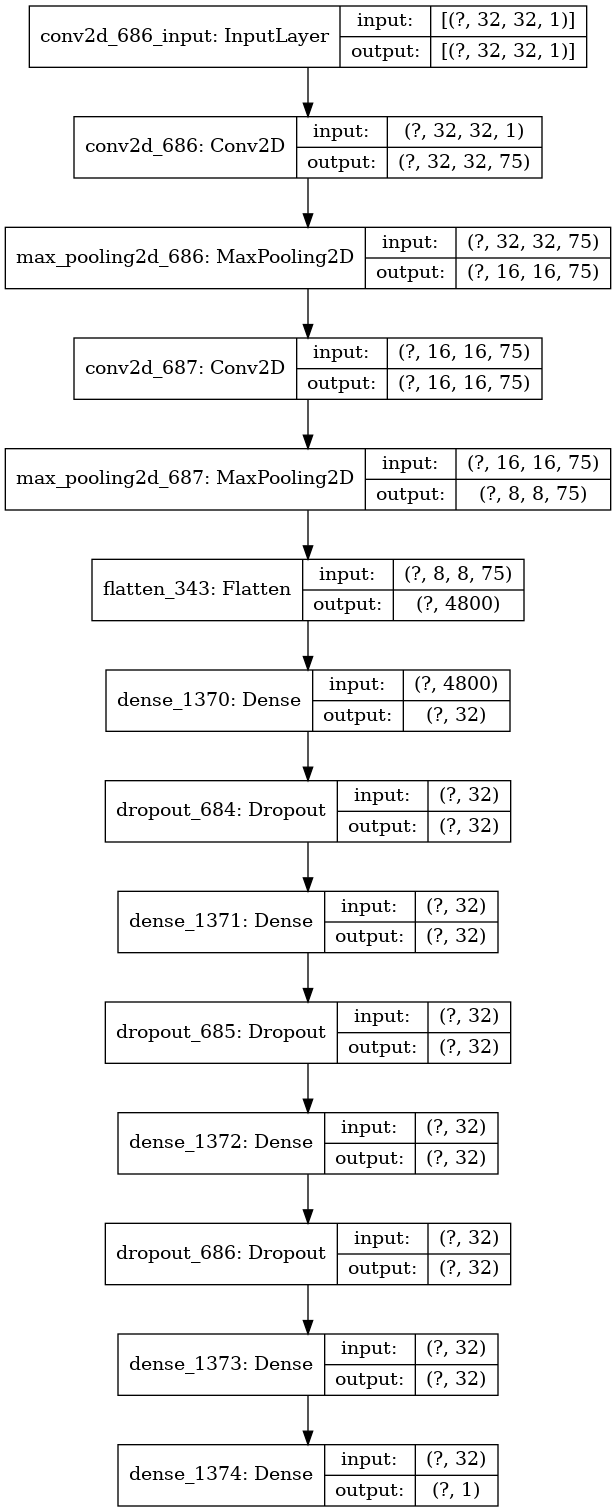 conv2d_686_input: InputLayer
input: [(?, 32, 32, 1)]
output: [(?, 32, 32, 1)]
conv2d_686: Conv2D
input: (?, 32, 32, 1)
output: (?, 32, 32, 75)
max_pooling2d_686: MaxPooling2D
input: (?, 32, 32, 75)
output: (?, 16, 16, 75)
conv2d_687: Conv2D
input: (?, 16, 16, 75)
output: (?, 16, 16, 75)
max_pooling2d_687: MaxPooling2D
input: (?, 16, 16, 75)
output: (?, 8, 8, 75)
flatten_343: Flatten
input: (?, 8, 8, 75)
output: (?, 4800)
dense_1370: Dense
input: (?, 4800)
output: (?, 32)
dropout_684: Dropout
input: (?, 32)
output: (?, 32)
dense_1371: Dense
input: (?, 32)
output: (?, 32)
dropout_685: Dropout
input: (?, 32)
output: (?, 32)
dense_1372: Dense
input: (?, 32)
output: (?, 32)
dropout_686: Dropout
input: (?, 32)
output: (?, 32)
dense_1373: Dense
input: (?, 32)
output: (?, 32)
dense_1374: Dense
input: (?, 32)
output: (?, 1)